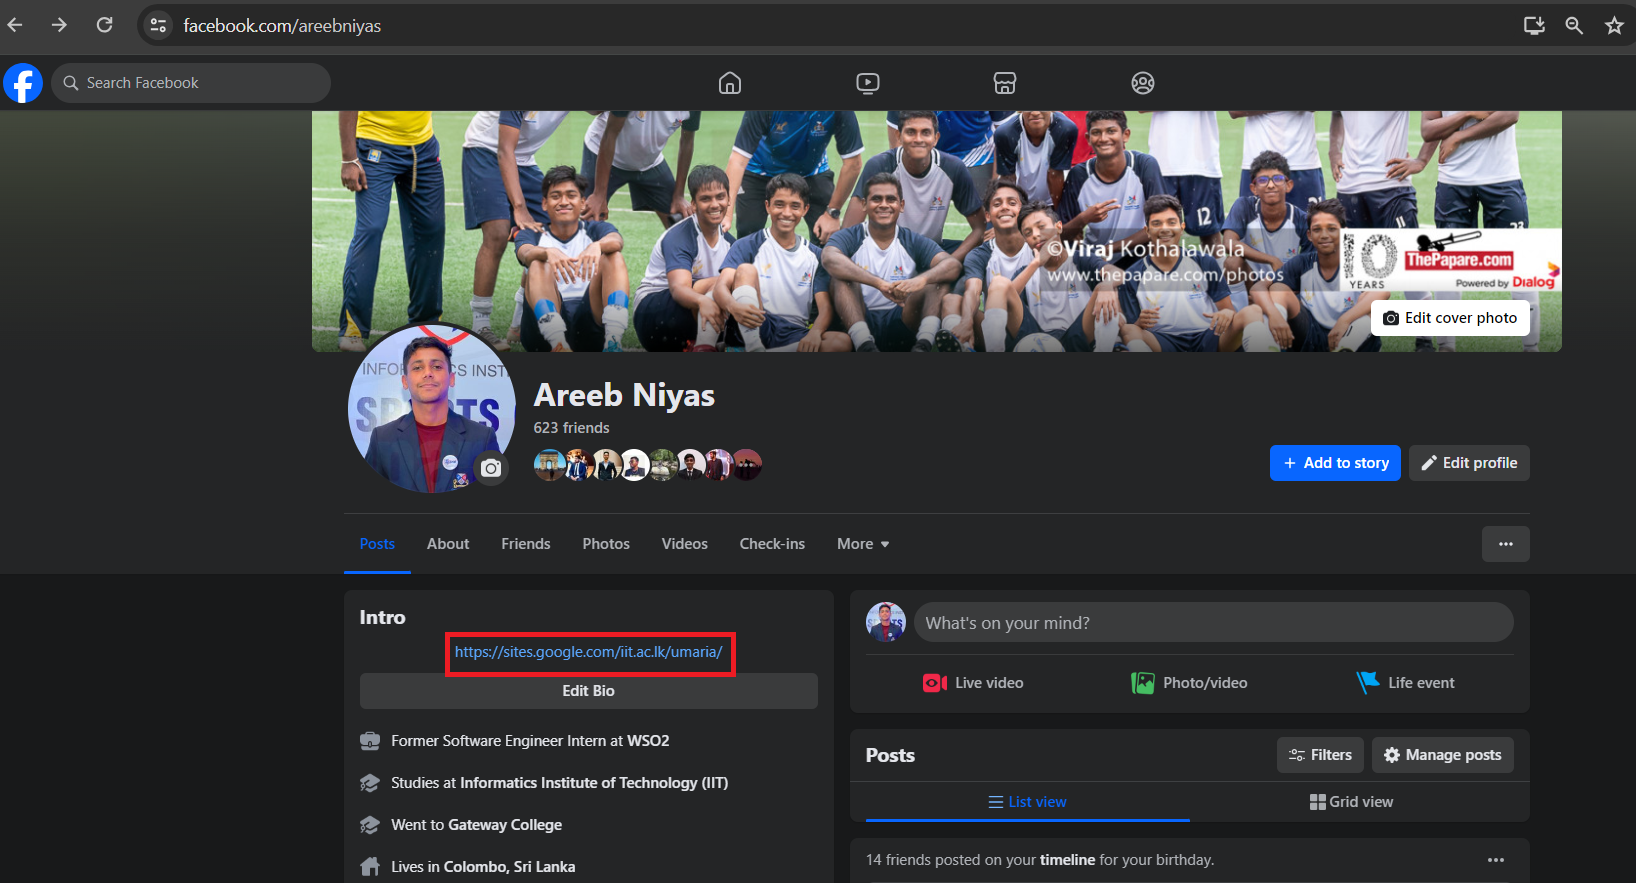 facebook.com/areebniyas
Search Facebook
12
23
©Viraj Kothalawala
www.thepapare.com/photos
10
YEARS
ThePapare.com
Powered by Dialog
Edit cover photo
INFOR CS INST
SPORTS
Areeb Niyas
623 friends
+ Add to story
Edit profile
Posts About Friends Photos Videos Check-ins More
Intro
https://sites.google.com/iit.ac.lk/umaria/
Edit Bio
Former Software Engineer Intern at WSO2
Studies at Informatics Institute of Technology (IIT)
Went to Gateway College
Lives in Colombo, Sri Lanka
What's on your mind?
Live video
Photo/video
Life event
Posts
Filters
Manage posts
List view
Grid view
14 friends posted on your timeline for your birthday.